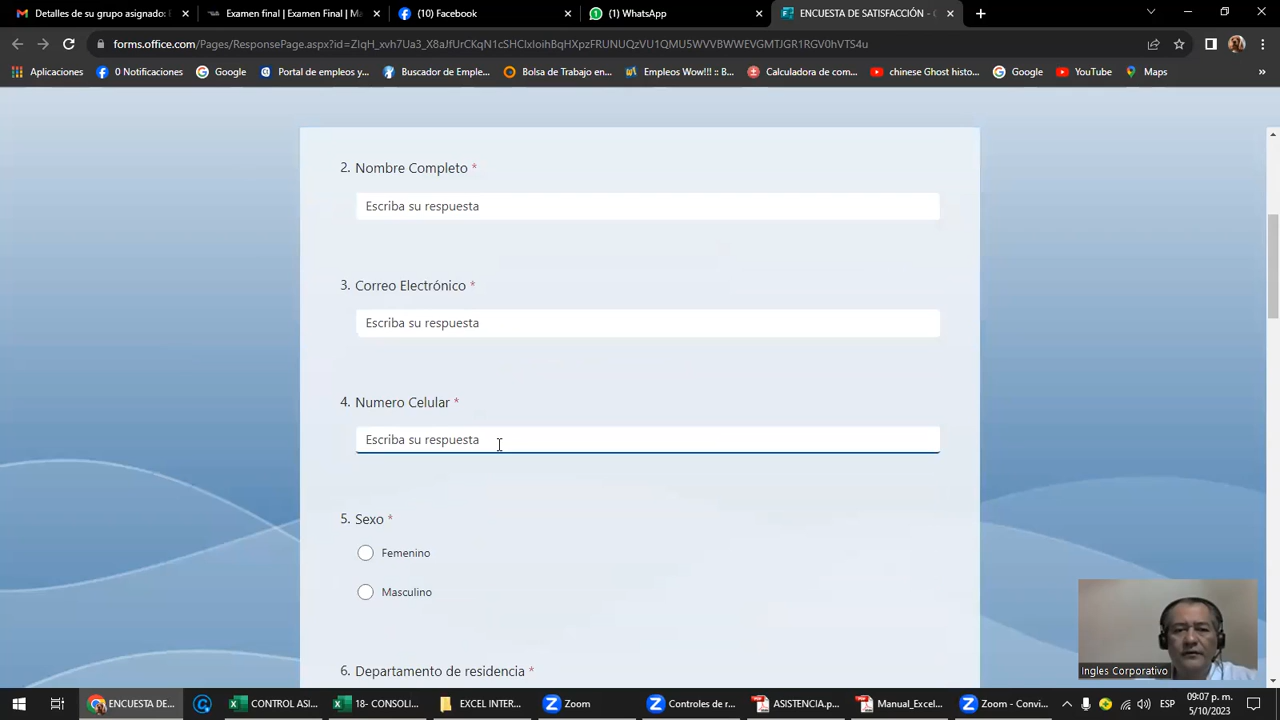 Detalles de su grupo asignado: E
Examen final | Examen Final | Ma
(10) Facebook
(1) WhatsApp
ENCUESTA DE SATISFACCIÓN - C
forms.office.com/Pages/ResponsePage.aspx?id=ZIqH_xvh7Ua3_X8aJfUrCKqN1cSHClxIoihBqHXpzFRUNUQzVU1QMU5WVVBWWEVGMTJGR1RGV0hVTS4u
Aplicaciones
0 Notificaciones
Google
Portal de empleos y...
Buscador de Emple...
Bolsa de Trabajo en...
Empleos Wow!!! :: B...
Calculadora de com...
chinese Ghost histo...
Google
YouTube
Maps
2. Nombre Completo *
Escriba su respuesta
3. Correo Electrónico *
Escriba su respuesta
4. Numero Celular *
Escriba su respuesta
5. Sexo *
Femenino
Masculino
6. Departamento de residencia *
Ingles Corporativo
ENCUESTA DE...
CONTROL ASI...
18- CONSOLI...
EXCEL INTER...
Zoom
Controles de r...
ASISTENCIA.p...
Manual_Excel...
Zoom - Convi...
ESP
09:07 p. m.
5/10/2023